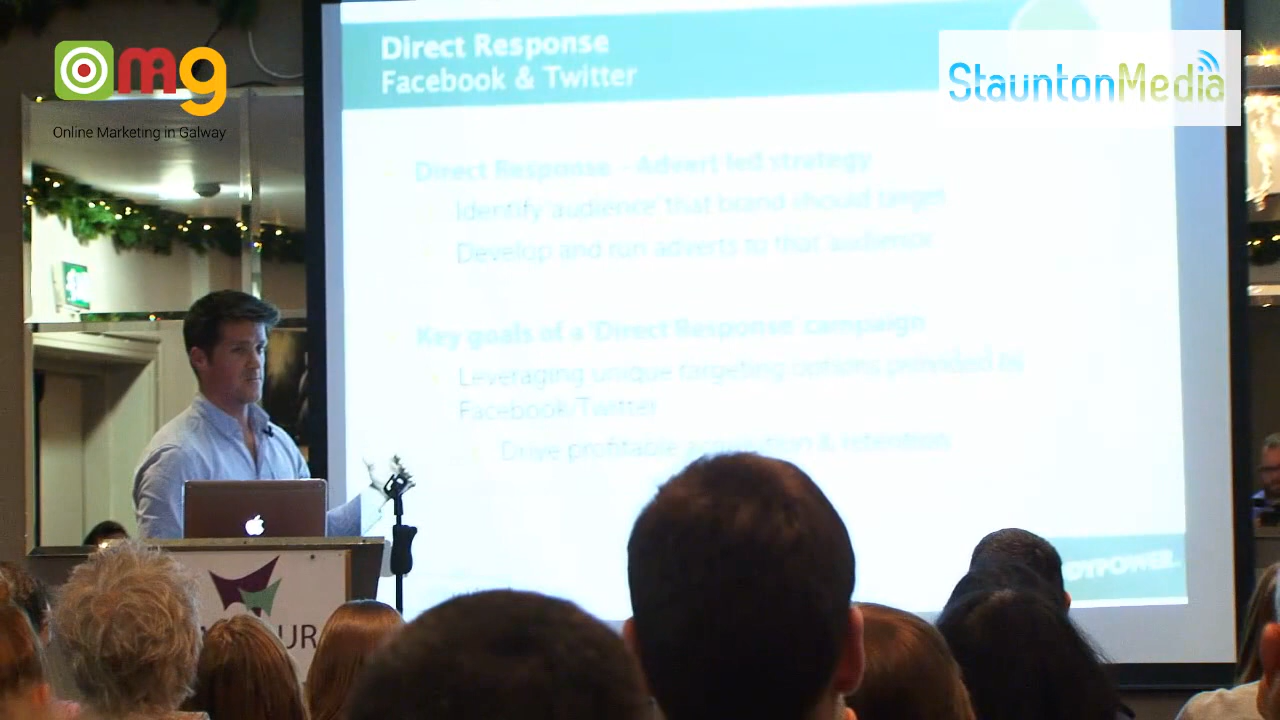 OMiG
Online Marketing in Galway
StauntonMedia
Direct Response
Facebook & Twitter
Direct Response - Advert led strategy
Identify 'audience' that brand should target
Develop and run adverts to that audience
Key goals of a 'Direct Response' campaign
Leveraging unique targeting options provided by
Facebook/Twitter
Drive profitable acquisition & retention